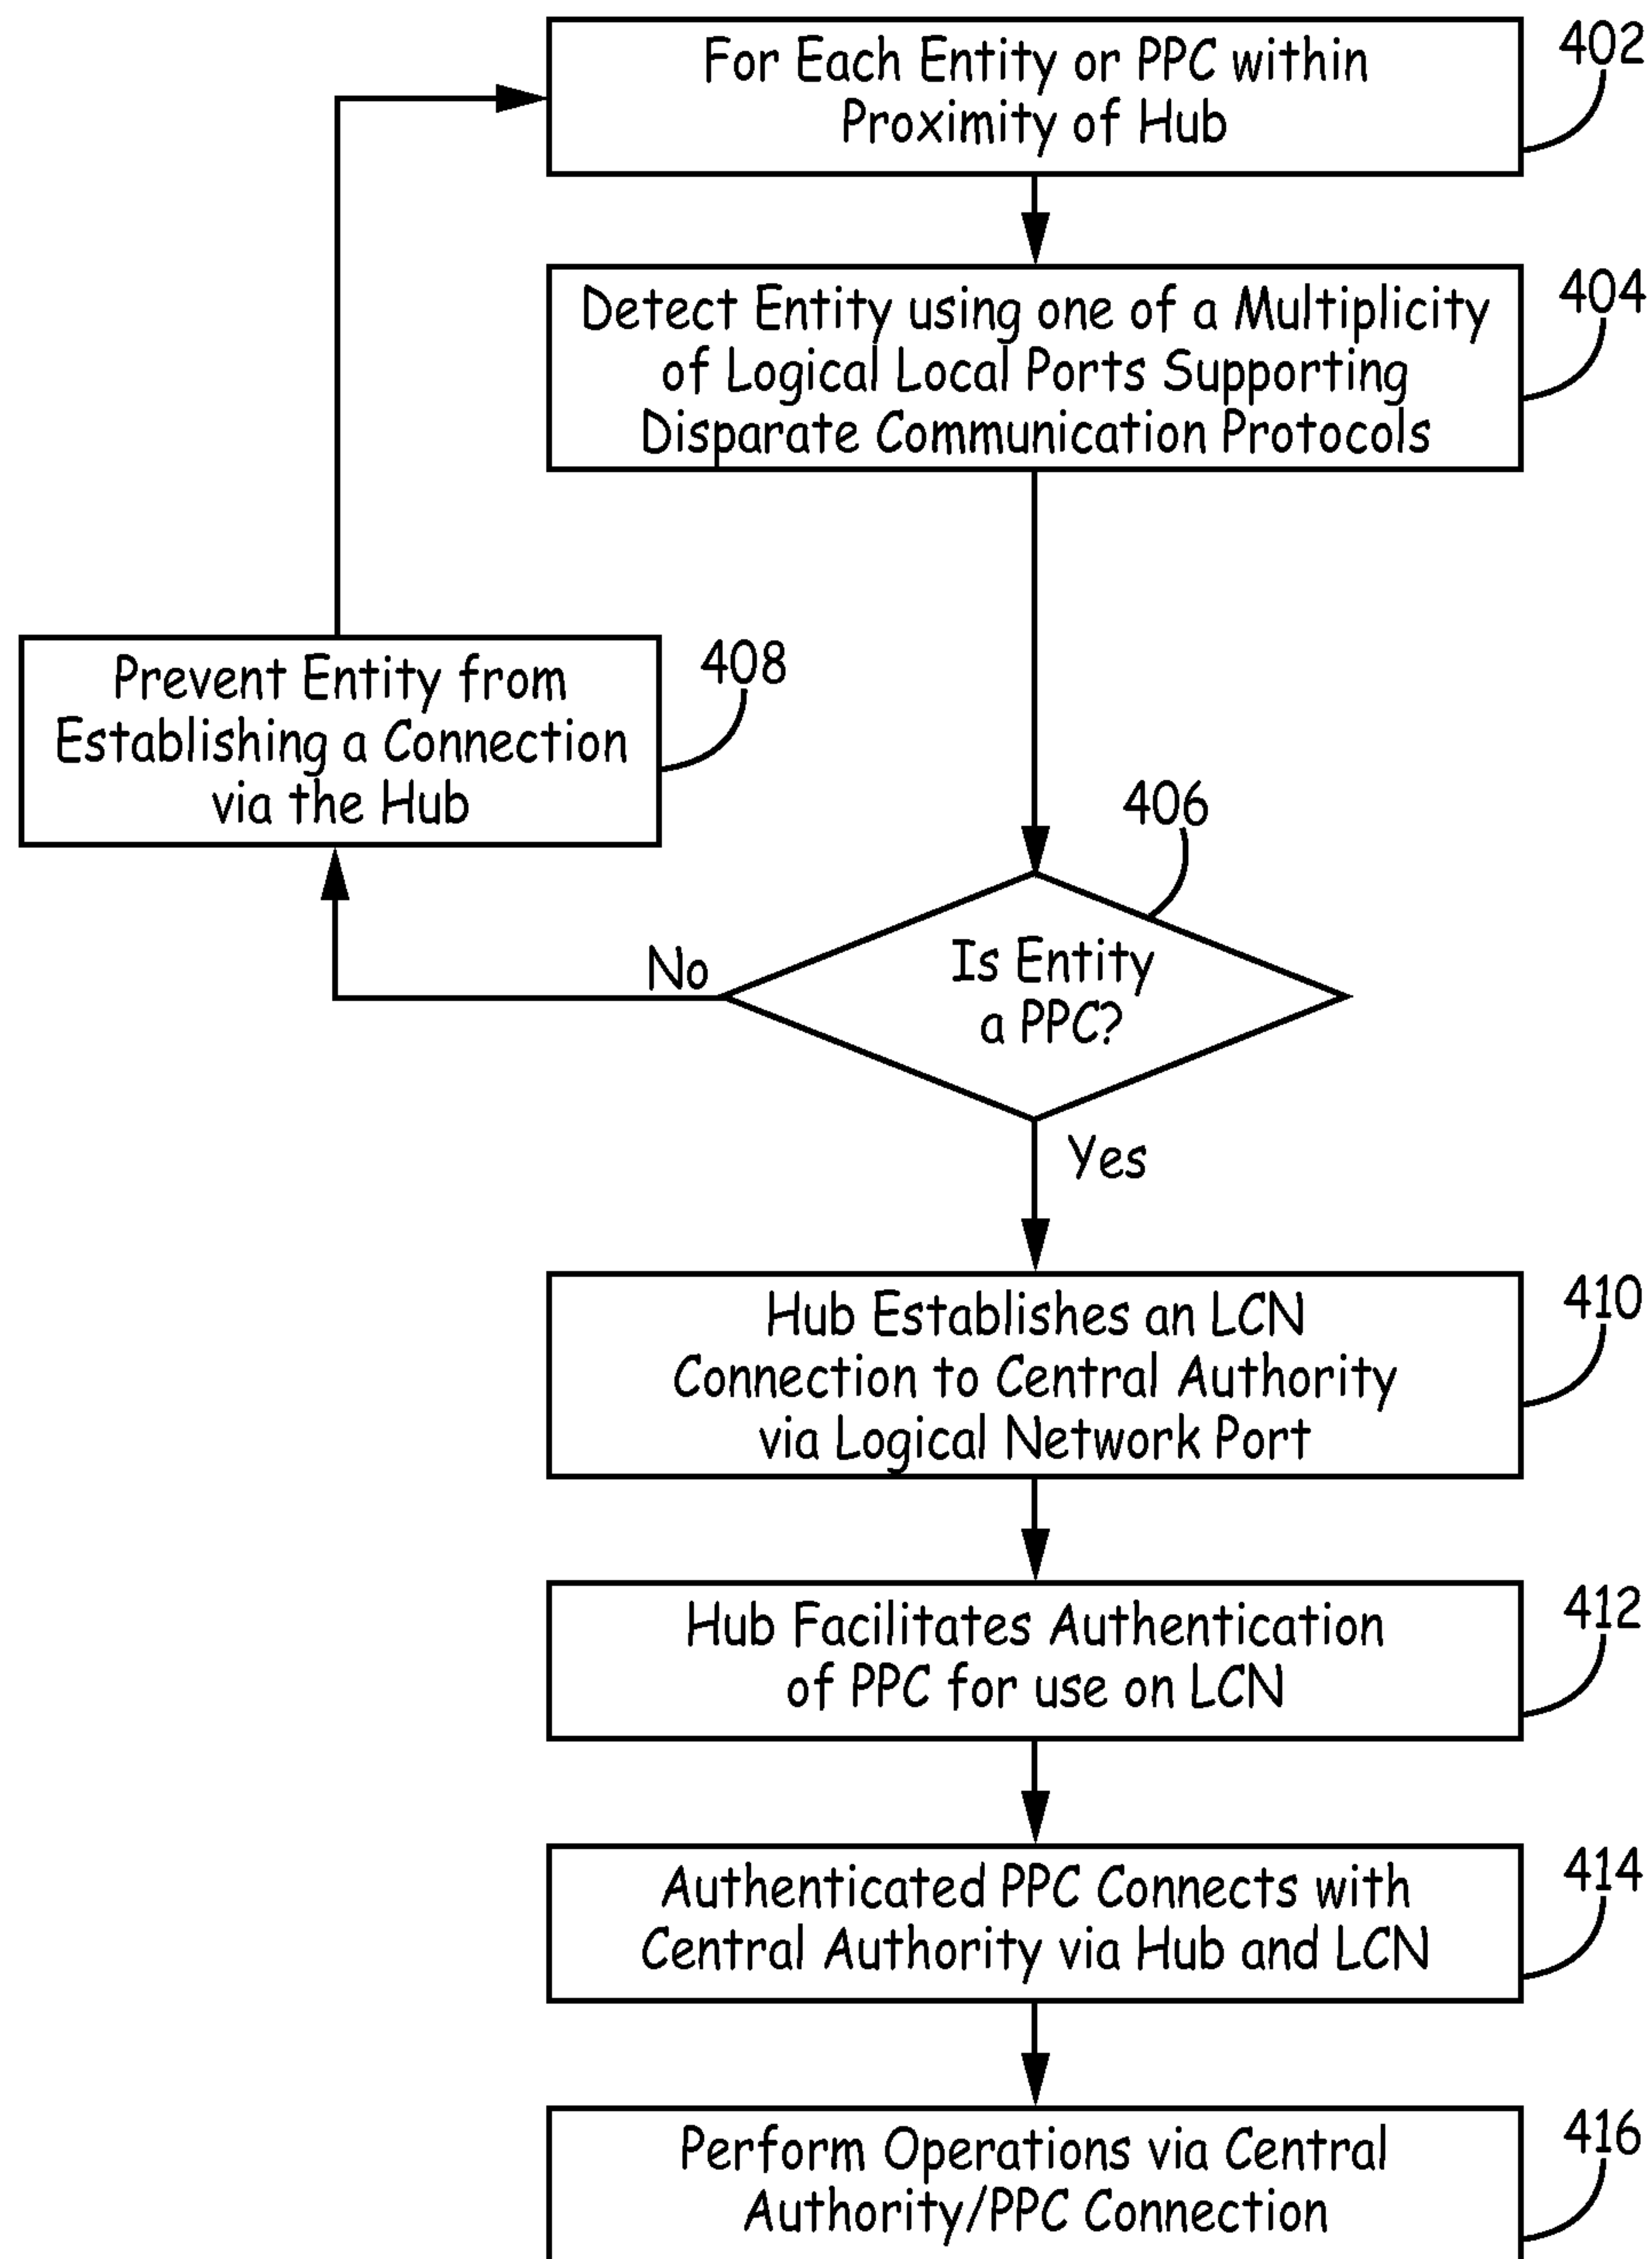 For Each Entity or PPC within
Proximity of Hub
402
Detect Entity using one of a Multiplicity
of Logical Local Ports Supporting
Disparate Communication Protocols
404
Prevent Entity from
Establishing a Connection
via the Hub
408
406
Is Entity
a PPC?
No
Yes
Hub Establishes an LCN
Connection to Central Authority
via Logical Network Port
410
Hub Facilitates Authentication
of PPC for use on LCN
412
Authenticated PPC Connects with
Central Authority via Hub and LCN
414
Perform Operations via Central
Authority/PPC Connection
416